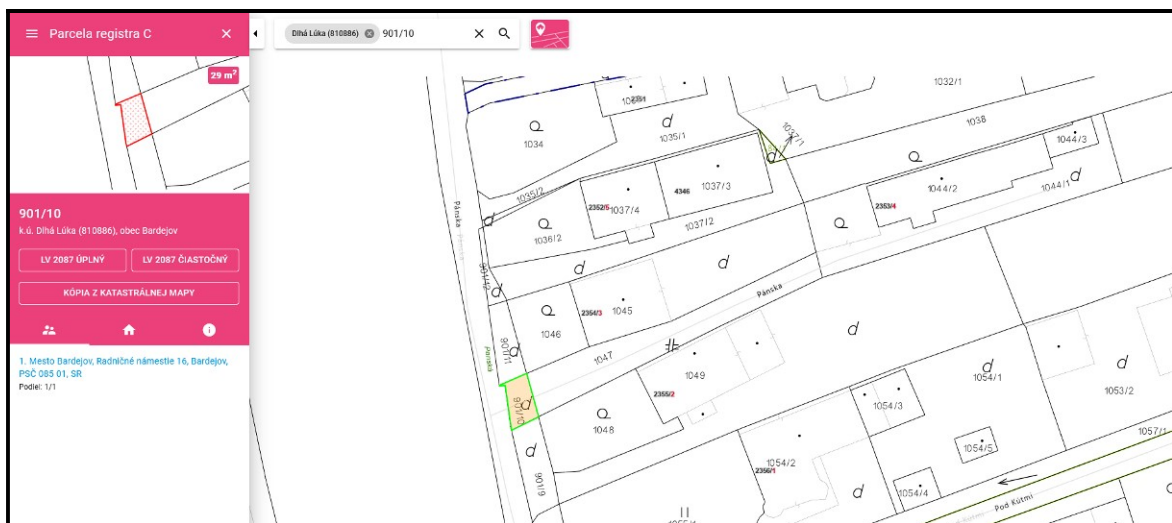 Parcela registra C
Dlhá Lúka (810886)
901/10
29 m²
901/10
k.ú. Dlhá Lúka (810886), obec Bardejov
LV 2087 ÚPLNÝ
LV 2087 ČIASTOČNÝ
KÓPIA Z KATASTRÁLNEJ MAPY
1. Mesto Bardejov, Radničné námestie 16, Bardejov,
PSČ 085 01, SR
Podiel: 1/1
1032/1
1034
1035/1
1037/1
1038
1044/3
1035/2
4346
1037/3
2352/5
1037/4
1044/2
1044/1
2353/4
Pánska
1036/2
1037/2
901/12
Pánska
2354/3
1045
1046
901/11
1047
Pánska
2355/2
1049
901/10
1048
1054/1
1053/2
1054/3
1057/1
1054/5
1054/2
2356/1
901/9
1054/4
Pod Kútmi
1055/1